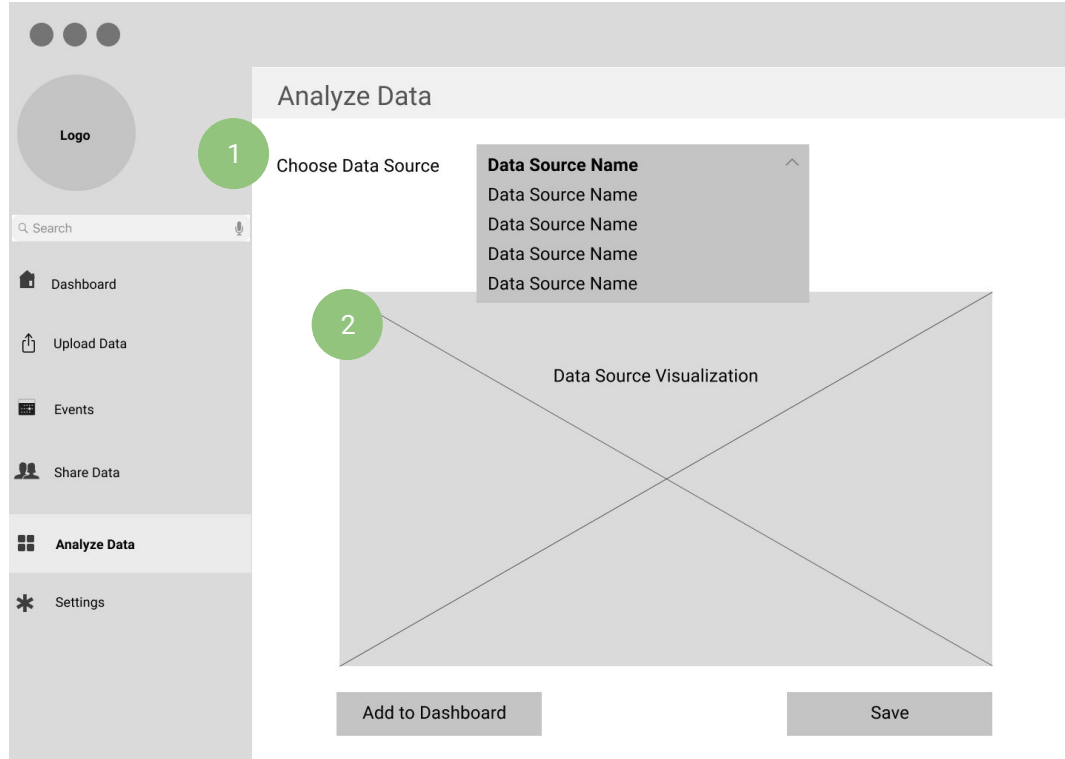 Logo
Search
Dashboard
Upload Data
Events
Share Data
Analyze Data
Settings
Analyze Data
1
Choose Data Source
Data Source Name
Data Source Name
Data Source Name
Data Source Name
Data Source Name
2
Data Source Visualization
Add to Dashboard
Save